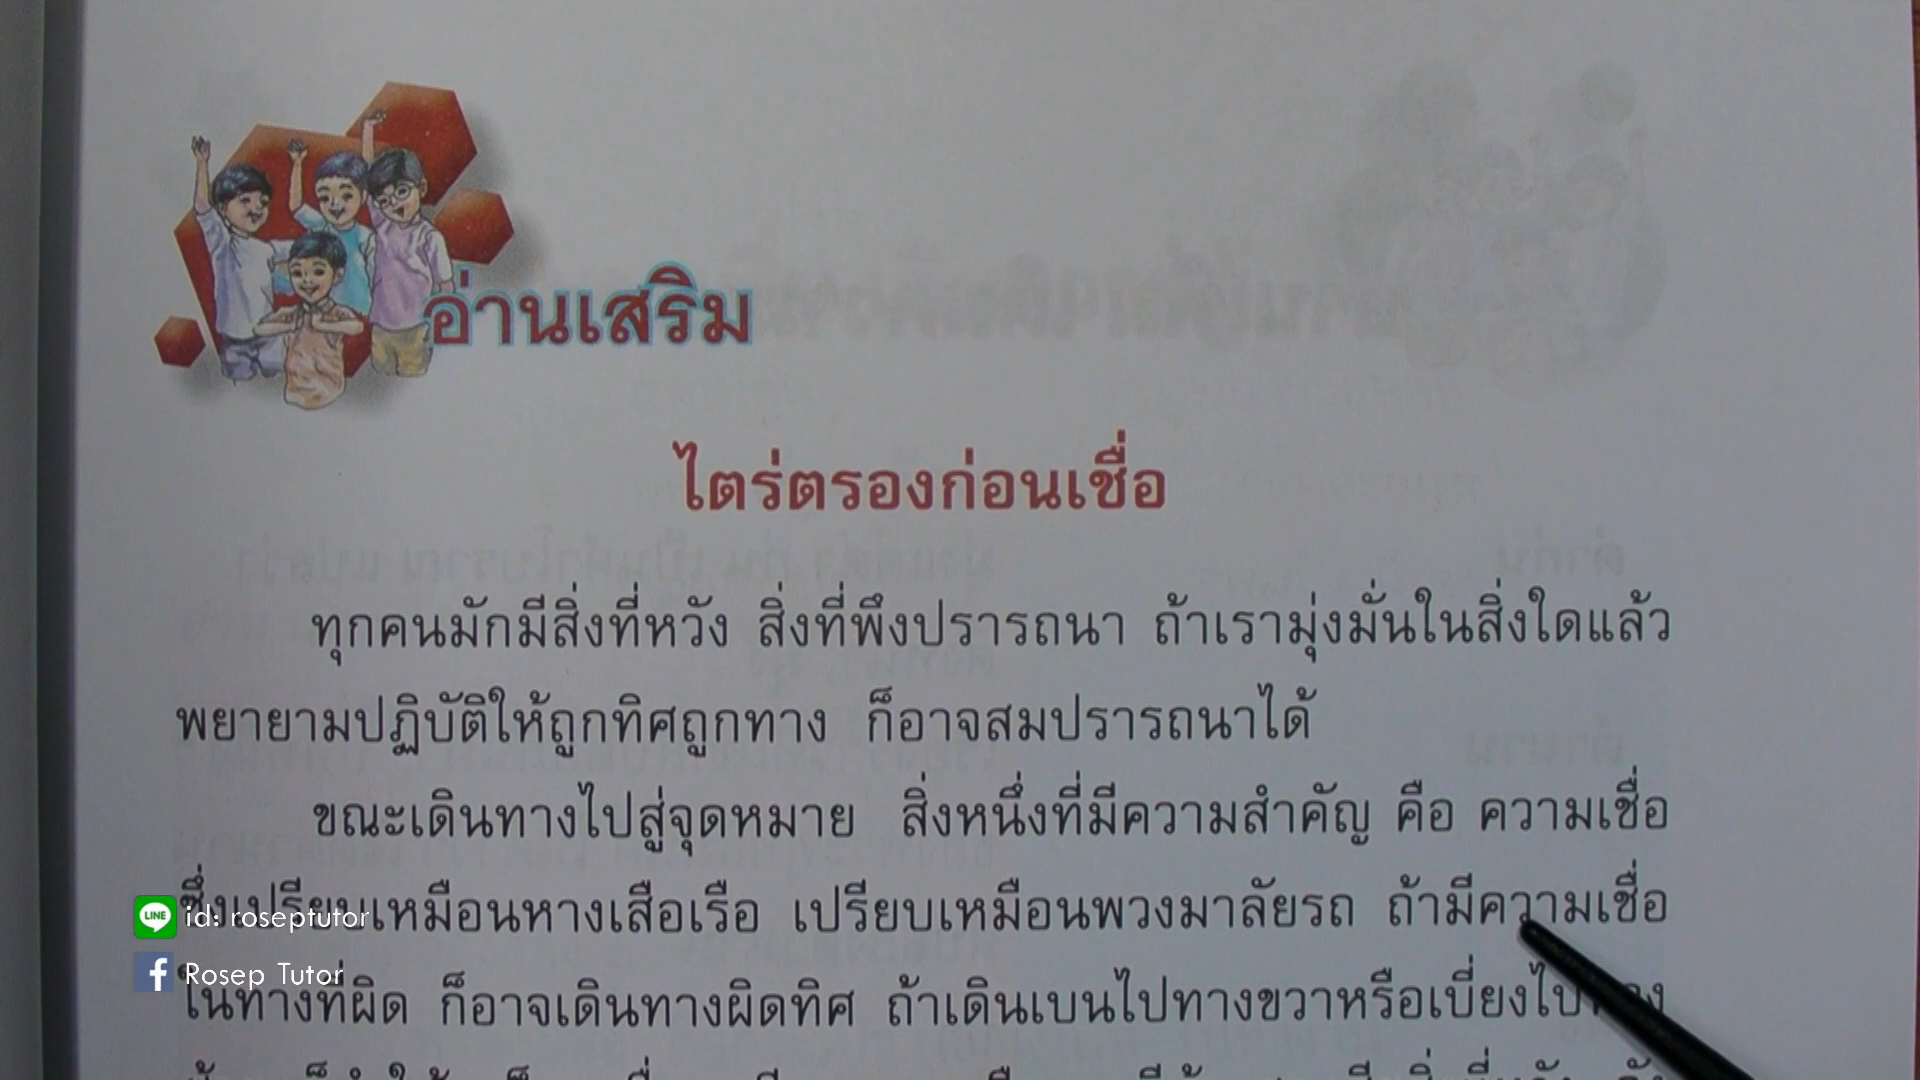 อ่านเสริม
ไตร่ตรองก่อนเชื่อ
ทุกคนมักมีสิ่งที่หวัง สิ่งที่พึงปรารถนา ถ้าเรามุ่งมั่นในสิ่งใดแล้ว
พยายามปฏิบัติให้ถูกทิศถูกทาง ก็อาจสมปรารถนาได้
ขณะเดินทางไปสู่จุดหมาย สิ่งหนึ่งที่มีความสำคัญ คือ ความเชื่อ
ซึ่งเปรียบเหมือนหางเสือเรือ เปรียบเหมือนพวงมาลัยรถ ถ้ามีความเชื่อ
id: roseptutor
ในทางที่ผิด ก็อาจเดินทางผิดทิศ ถ้าเดินเบนไปทางขวาหรือเบี่ยงไปทาง
Rosep Tutor